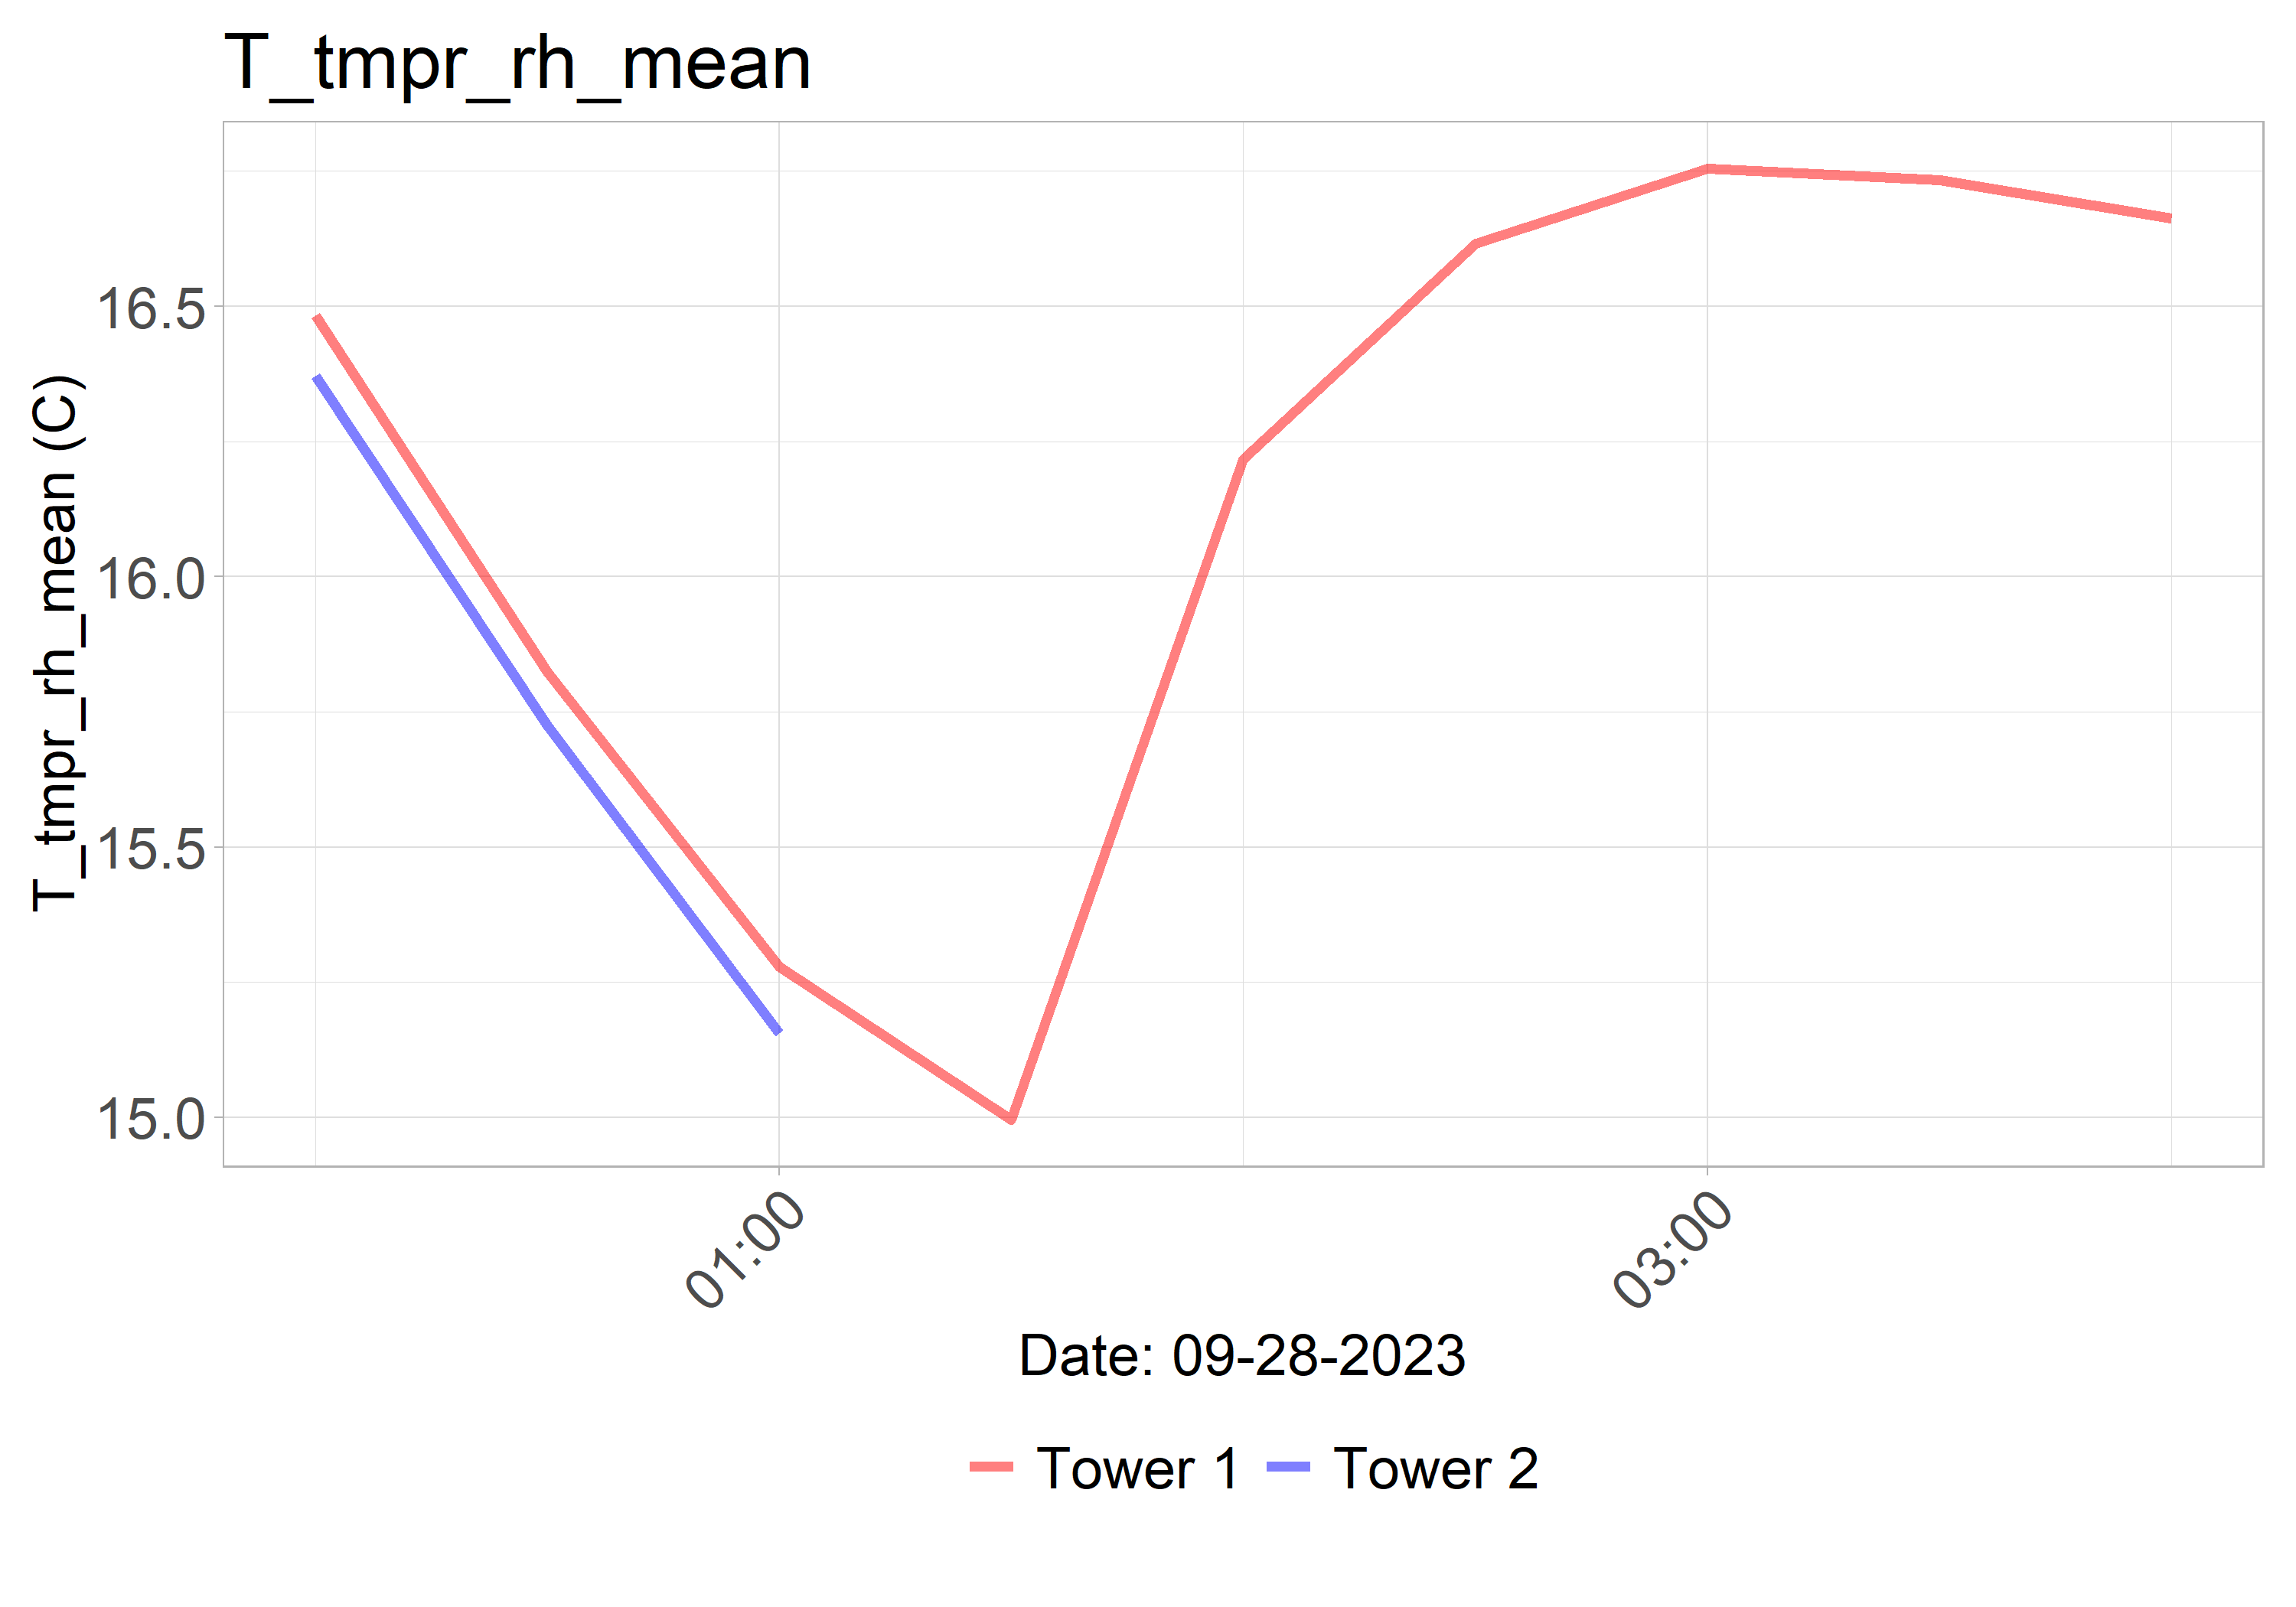 T_tmpr_rh_mean
T_tmpr_rh_mean (C)
16.5
16.0
15.5
15.0
01:00
03:00
Date: 09-28-2023
Tower 1 Tower 2